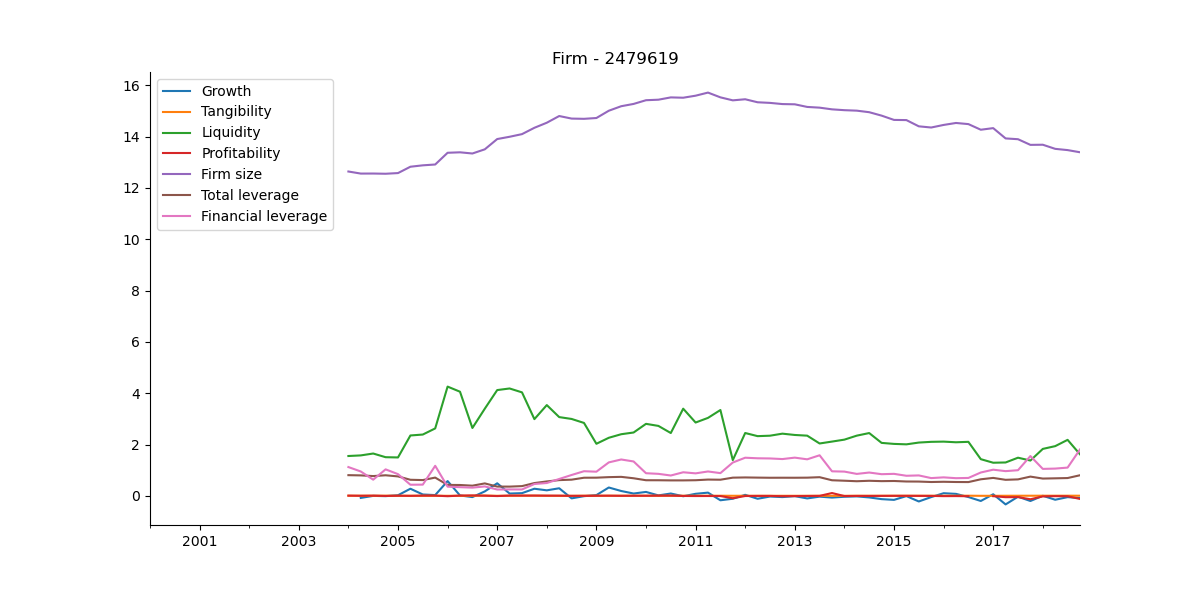 Firm - 2479619
16
14
12
10
8
6
4
2
0
Growth
Tangibility
Liquidity
Profitability
Firm size
Total leverage
Financial leverage
2001 2003 2005 2007 2009 2011 2013 2015 2017